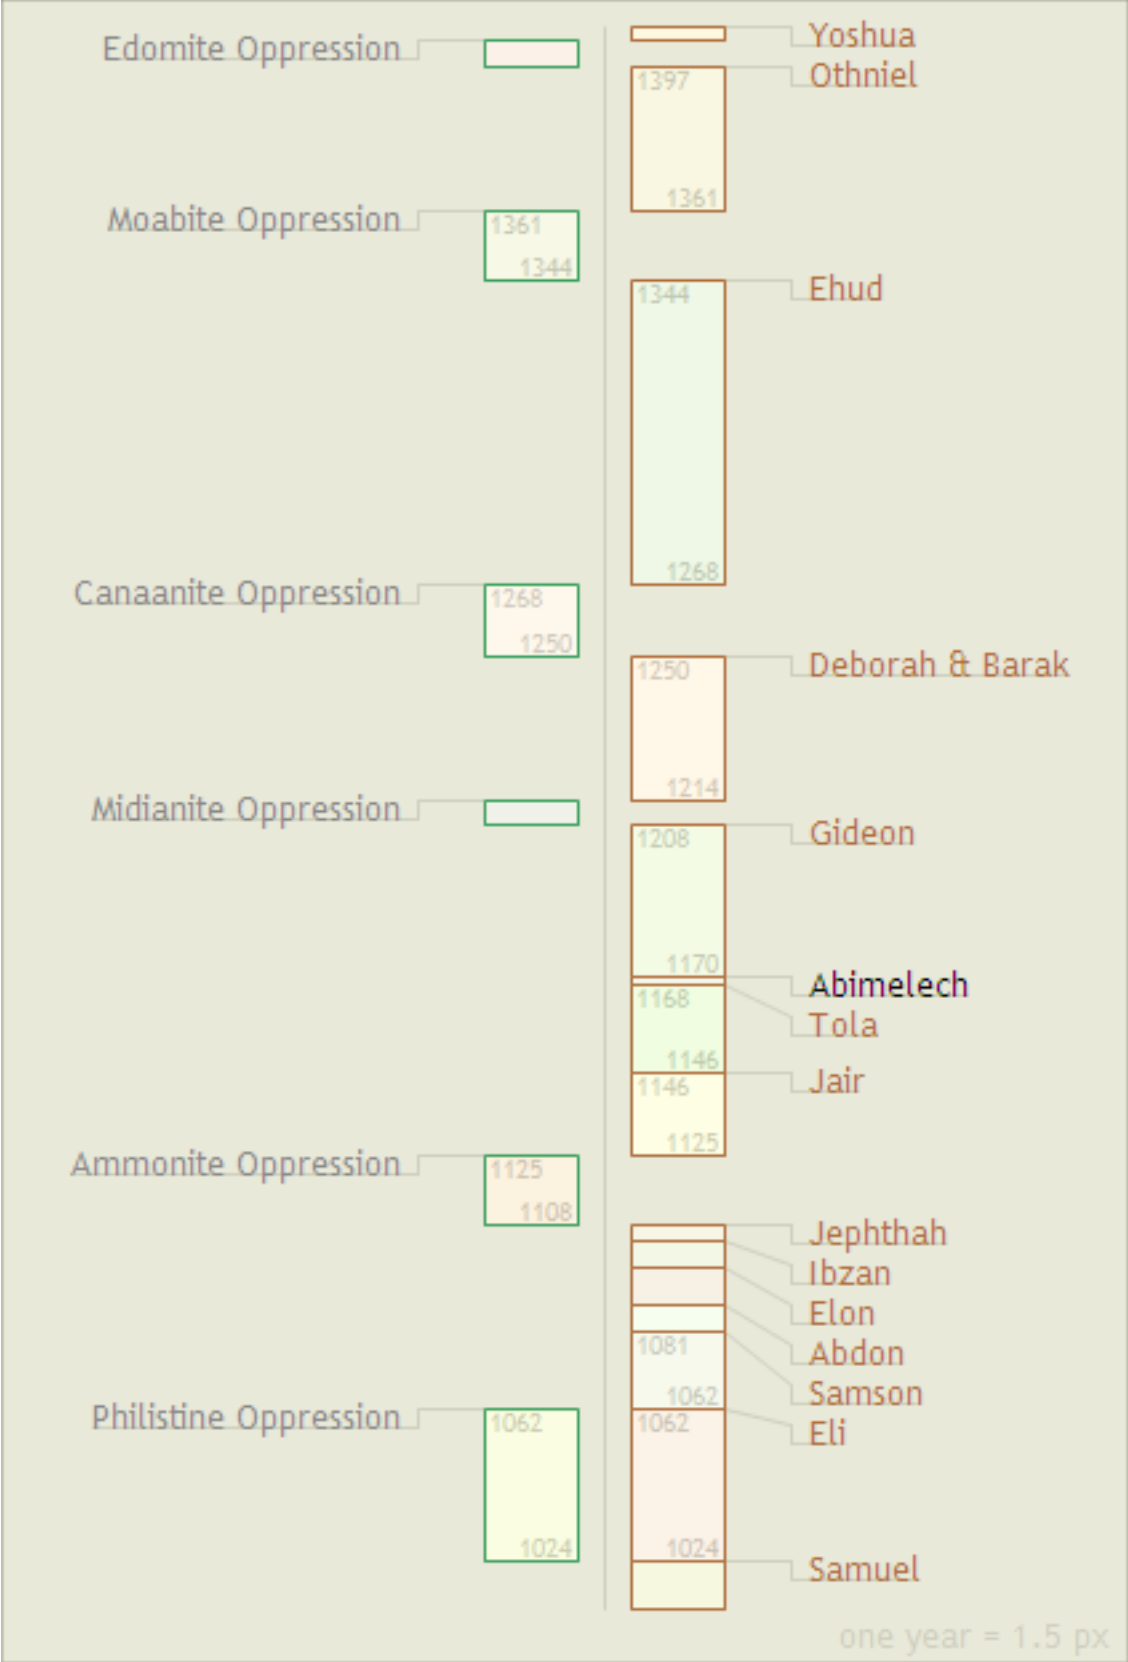 Yoshua
Edomite Oppression
Othniel
1397
1361
Moabite Oppression
1361
1344
Ehud
1344
1268
Canaanite Oppression
1268
1250
Deborah & Barak
1250
1214
Midianite Oppression
Gideon
1208
1170
Abimelech
1168
Tola
1146
Jair
1146
1125
Ammonite Oppression
1125
1108
Jephthah
Ibzan
Elon
Abdon
1081
Samson
1062
Philistine Oppression
1062
1062
Eli
1024
1024
Samuel
one year = 1.5 px